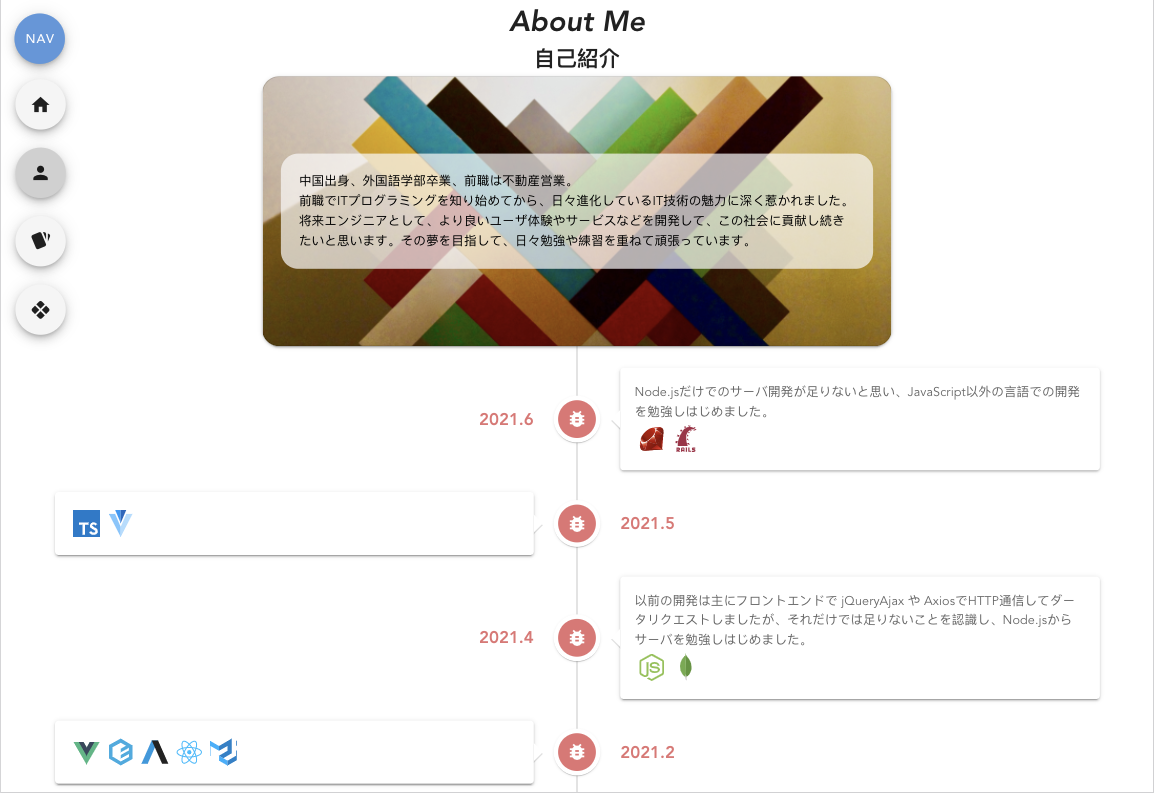 NAV
About Me
自己紹介
中国出身、外国語学部卒業、前職は不動産営業。
前職でITプログラミングを知り始めてから、日々進化しているIT技術の魅力に深く惹かれました。
将来エンジニアとして、より良いユーザ体験やサービスなどを開発して、この社会に貢献し続き
たいと思います。その夢を目指して、日々勉強や練習を重ねて頑張っています。
2021.6
Node.jsだけでのサーバ開発が足りないと思い、JavaScript以外の言語での開発
を勉強しはじめました。
RAILS
TS
2021.5
2021.4
以前の開発は主にフロントエンドで jQueryAjax や AxiosでHTTP通信してダー
タリクエストしましたが、それだけでは足りないことを認識し、Node.jsから
サーバを勉強しはじめました。
JS
2021.2